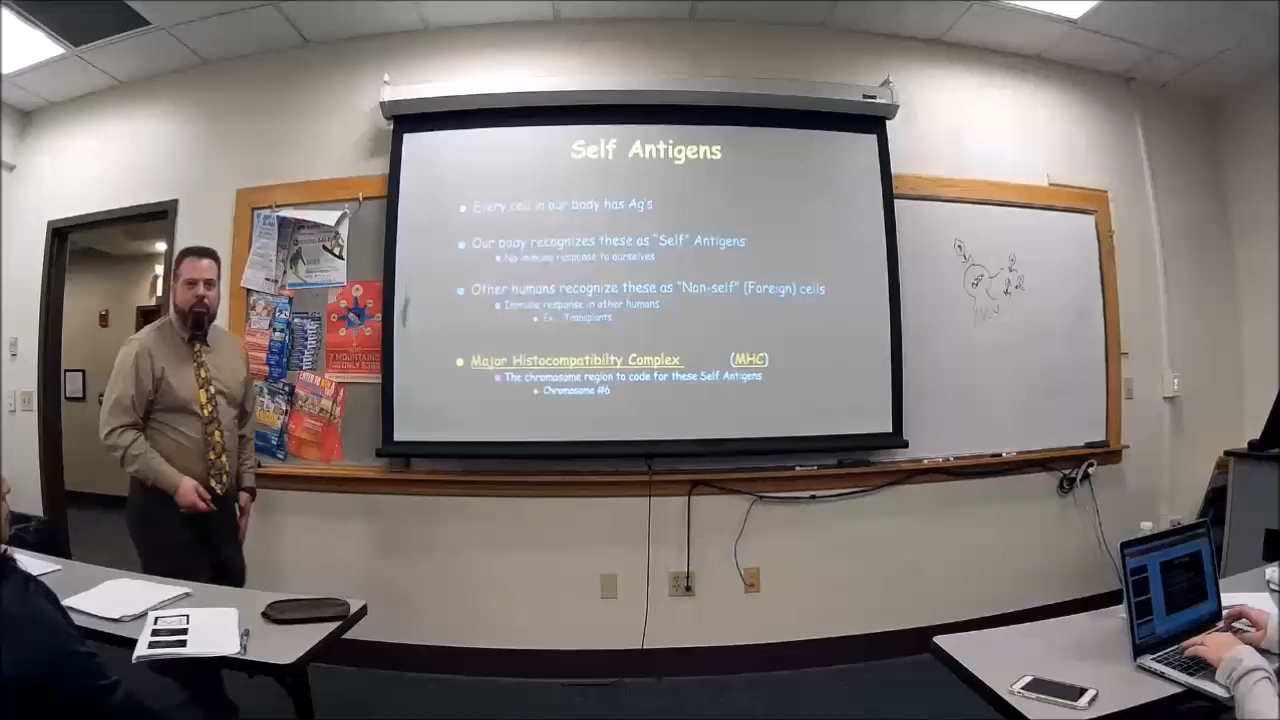 Self Antigens
Every cell in our body has Ag's
Our body recognizes these as "Self" Antigens
No immune response to ourselves
Other humans recognize these as "Non-self" (Foreign) cells
Immune response in other humans
Ex. Transplants
Major Histocompatibilty Complex (MHC)
The chromosome region to code for these Self Antigens
Chromosome #6
7 MOUNTAINS